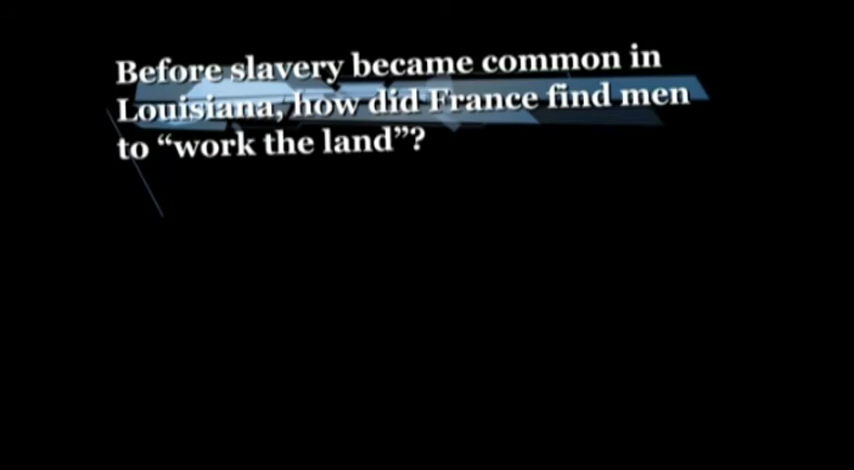 Before slavery became common in
Louisiana, how did France find men
to “work the land”?